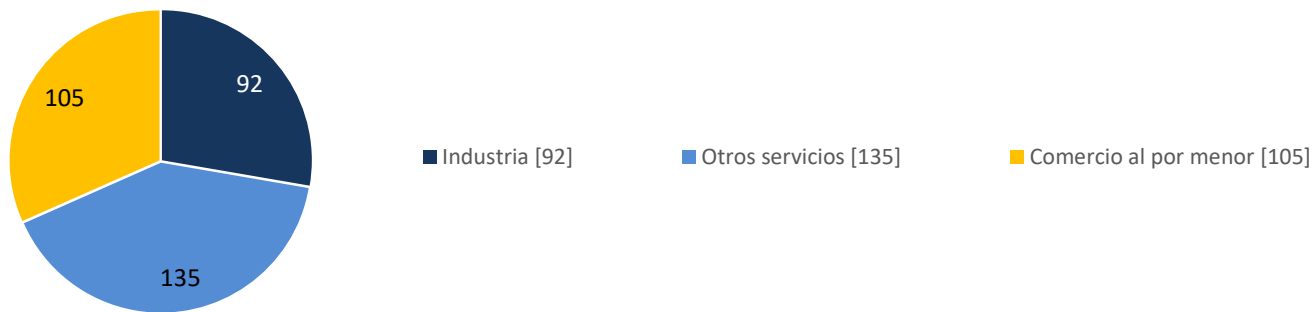 92
105
135
Industria [92]
Otros servicios [135]
Comercio al por menor [105]